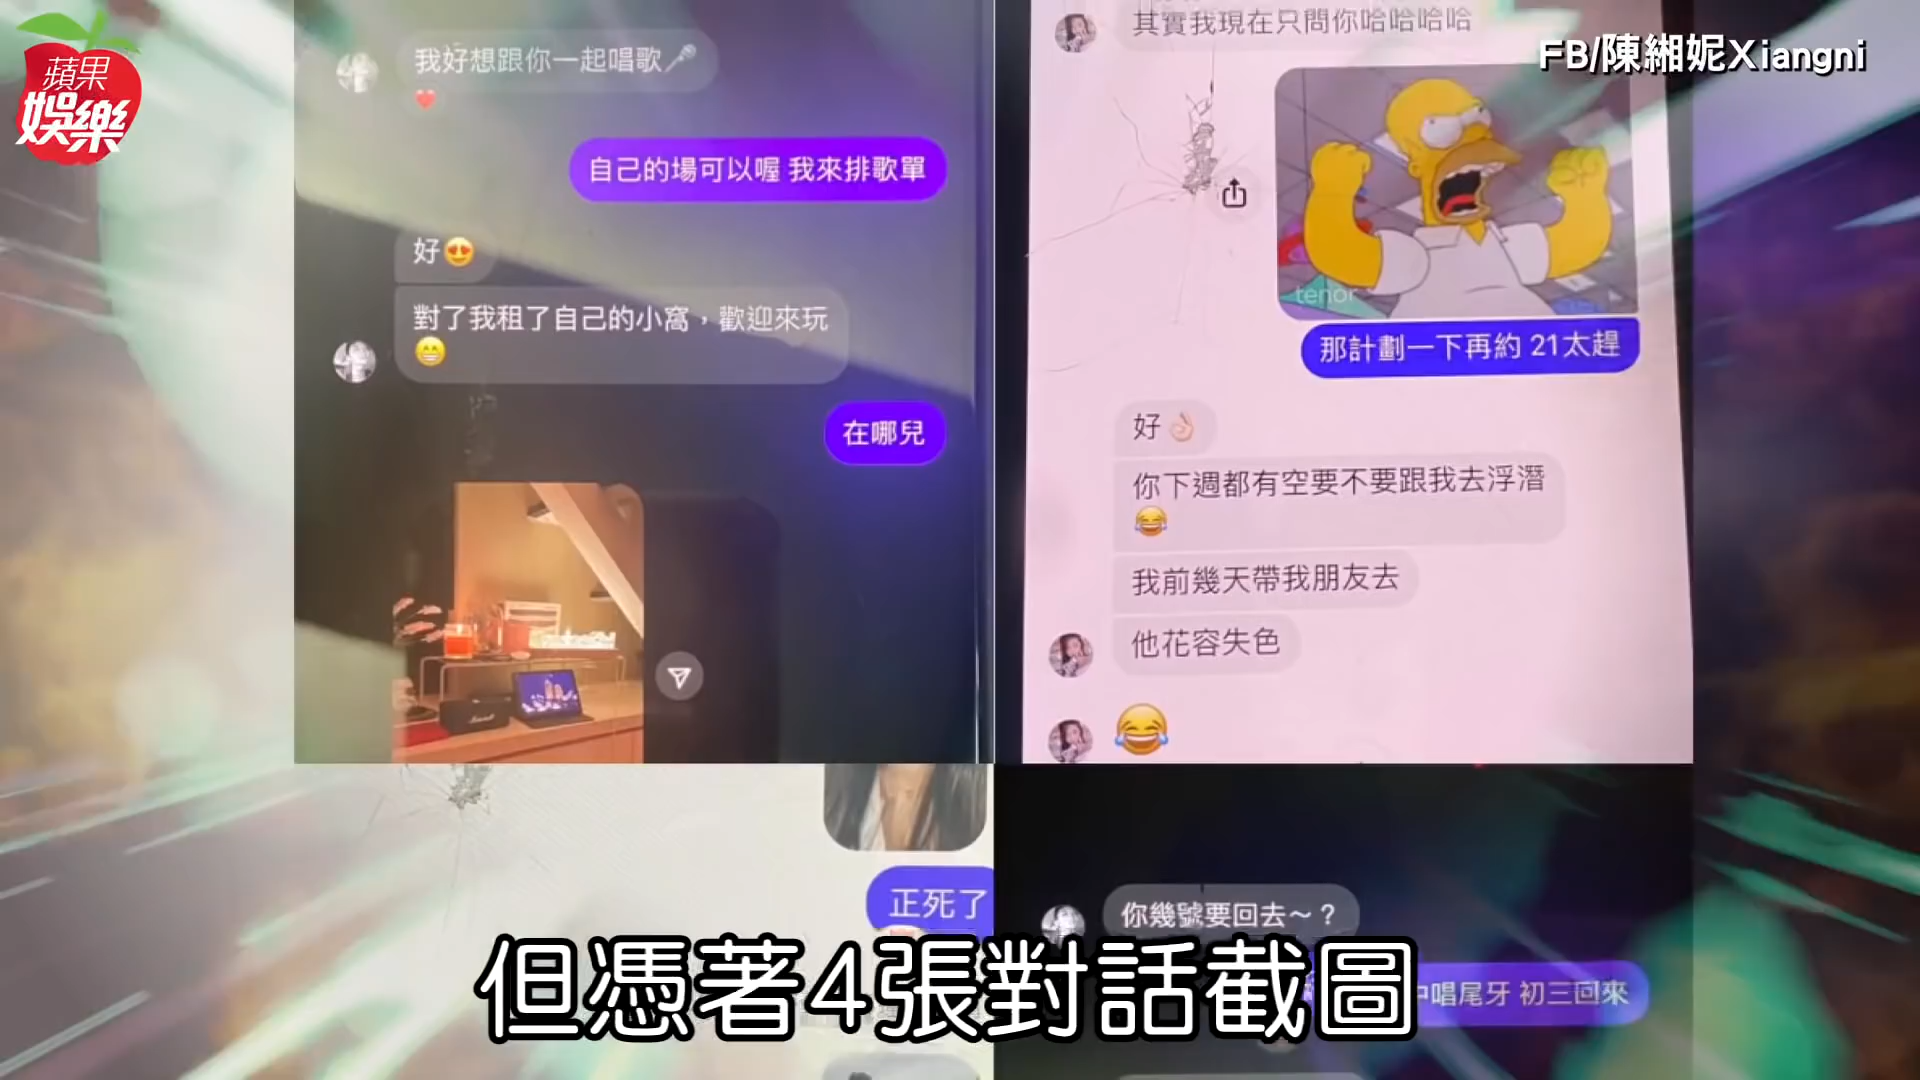 蘋果
娛樂
FB/陳緗妮Xiangni
我好想跟你一起唱歌🎤
❤️
自己的場可以喔 我來排歌單
好😍
對了我租了自己的小窩，歡迎來玩
😁
在哪兒
Marshall
其實我現在只問你哈哈哈哈
tenor
那計劃一下再約 21太趕
好👌🏻
你下週都有空要不要跟我去浮潛
😂
我前幾天帶我朋友去
他花容失色
😂
正死了
你幾號要回去～？
唱尾牙 初三回來
但憑著4張對話截圖